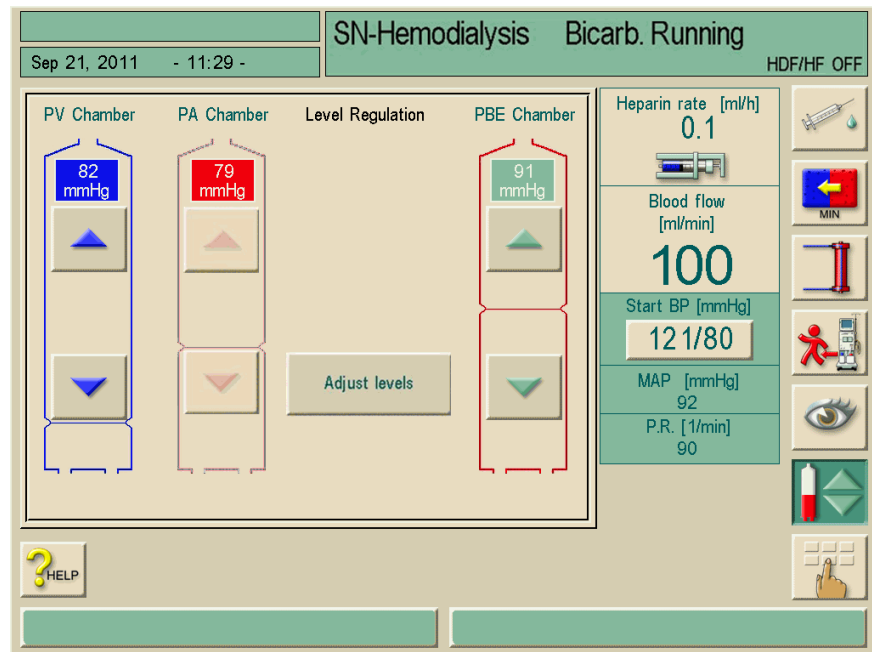 SN-Hemodialysis Bicarb. Running
Sep 21, 2011 - 11:29 -
HDF/HF OFF
PV Chamber
PA Chamber
Level Regulation
PBE Chamber
82
mmHg
79
mmHg
91
mmHg
Adjust levels
Heparin rate [ml/h]
0.1
Blood flow
[ml/min]
100
Start BP [mmHg]
121/80
MAP [mmHg]
92
P.R. [1/min]
90
MIN
HELP